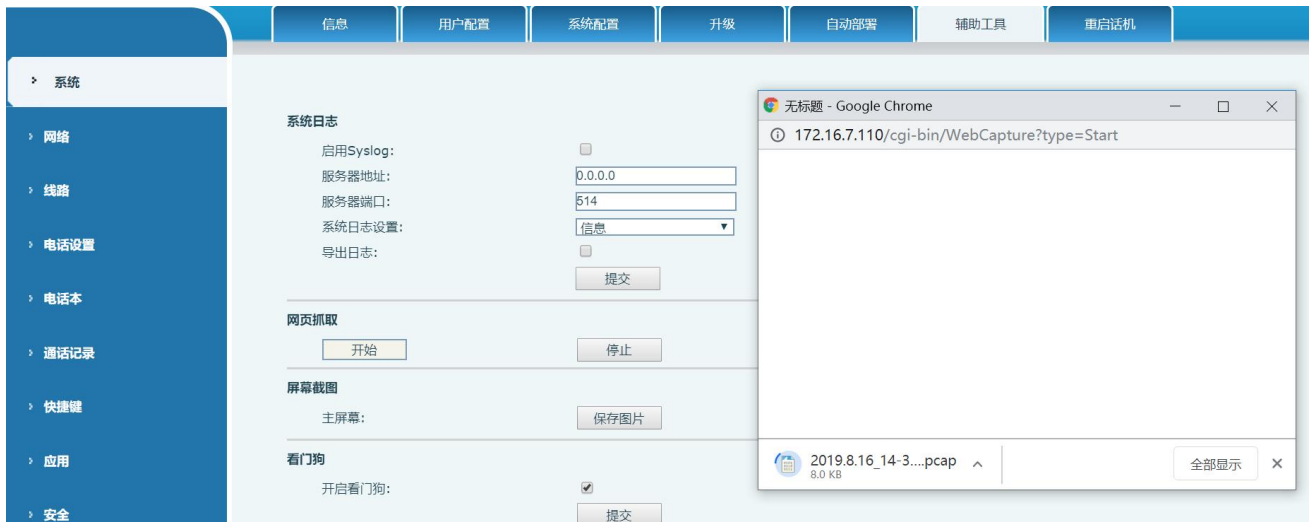 信息 用户配置 系统配置 升级 自动部署 辅助工具 重启话机
系统
网络
线路
电话设置
电话本
通话记录
快捷键
应用
安全
系统日志
启用Syslog:
服务器地址: 0.0.0.0
服务器端口: 514
系统日志设置: 信息
导出日志:
提交
网页抓取
开始 停止
屏幕截图
主屏幕: 保存图片
看门狗
开启看门狗:
提交
无标题 - Google Chrome
172.16.7.110/cgi-bin/WebCapture?type=Start
2019.8.16_14-3....pcap
8.0 KB
全部显示